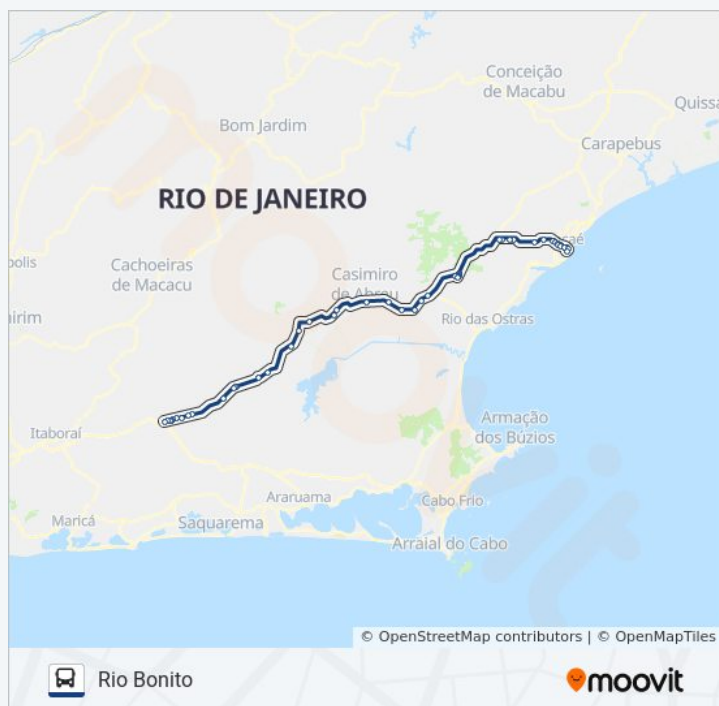 Conceição
de Macabu
Quissa
Bom Jardim
Carapebus
RIO DE JANEIRO
polis
Cachoeiras
de Macacu
Casimiro
de Abreu
aé
irim
Rio das Ostras
Armação
dos Búzios
Itaboraí
Araruama
Cabo Frio
Maricá
Saquarema
Arraial do Cabo
© OpenStreetMap contributors | © OpenMapTiles
Rio Bonito
moovit